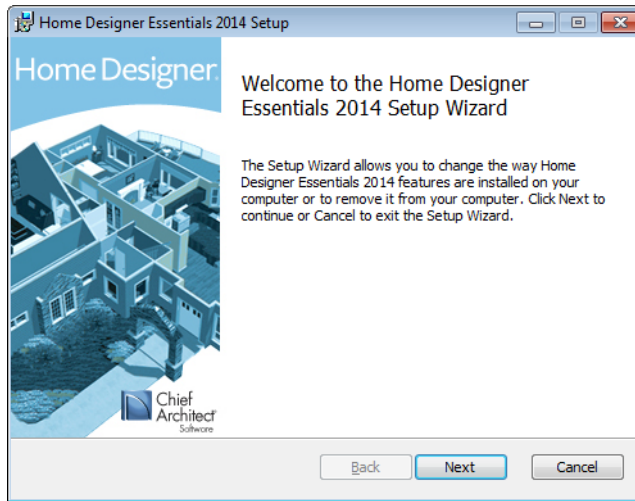 Home Designer Essentials 2014 Setup
Home Designer
Welcome to the Home Designer
Essentials 2014 Setup Wizard
The Setup Wizard allows you to change the way Home
Designer Essentials 2014 features are installed on your
computer or to remove it from your computer. Click Next to
continue or Cancel to exit the Setup Wizard.
Chief
Architect
Software
Back Next Cancel